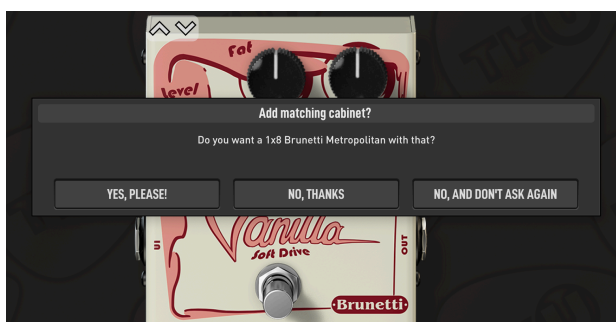 Fat
Level
Add matching cabinet?
Do you want a 1x8 Brunetti Metropolitan with that?
YES, PLEASE!
NO, THANKS
NO, AND DON'T ASK AGAIN
Vanilla
Soft Drive
IN
OUT
·Brunetti·